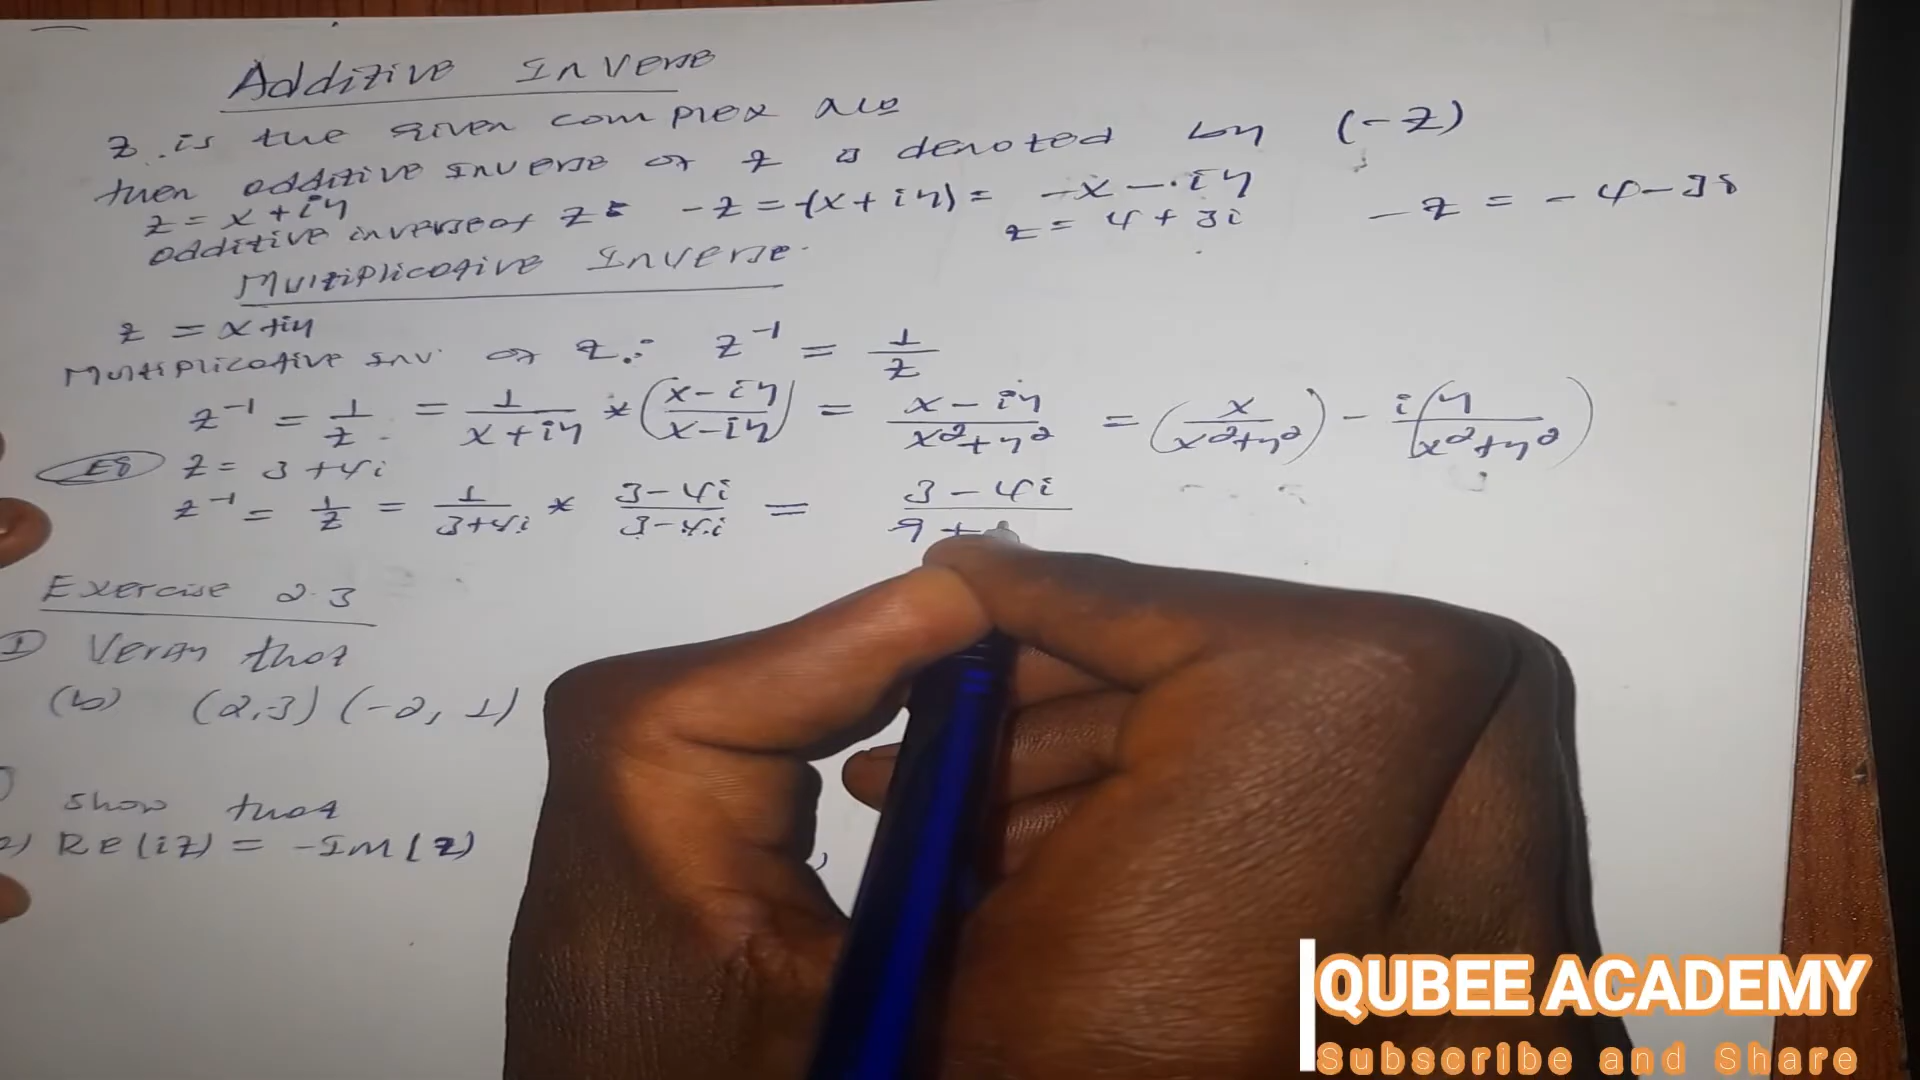 Additive Inverse
z is the given complex no
then additive inverse of z is denoted by (-z)
z = x + iy
additive inverse of z = -z = -(x + iy) = -x - iy
z = 4 + 3i
-z = -4 - 3i
Multiplicative Inverse
z = x + iy
Multiplicative inv. of z: z⁻¹ = 1/z
z⁻¹ = 1/z = 1/(x + iy) * ((x - iy)/(x - iy)) = (x - iy)/(x² + y²) = (x/(x² + y²)) - i(y/(x² + y²))
Eg z = 3 + 4i
z⁻¹ = 1/z = 1/(3+4i) * (3-4i)/(3-4i) = (3 - 4i)/(9 +
Exercise 2.3
1 Verify that
(b) (2,3) (-2, 1)
show that
Re(iz) = -Im(z)
QUBEE ACADEMY
Subscribe and Share